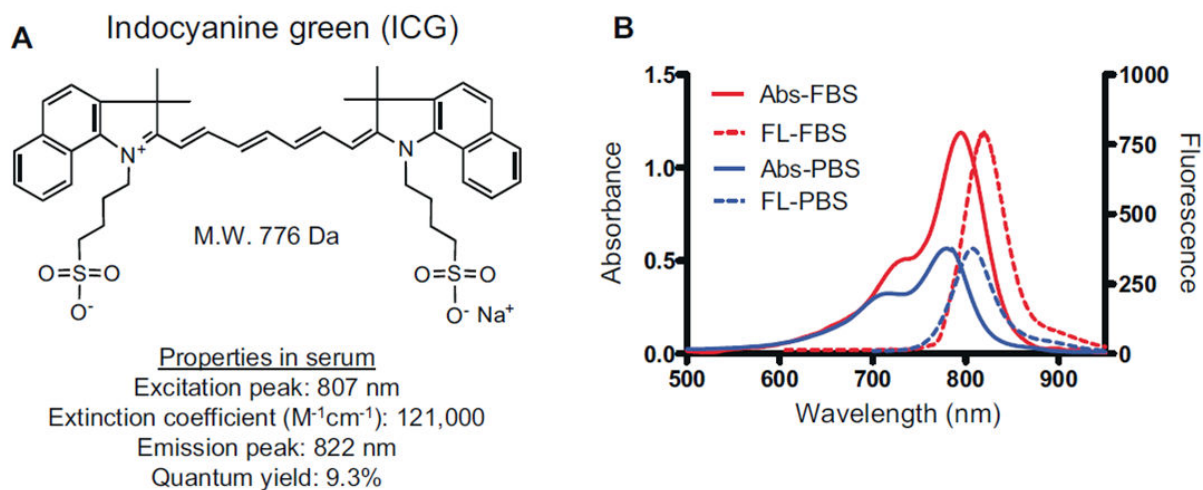 A
Indocyanine green (ICG)
N+
N
M.W. 776 Da
O=S=O
O-
O=S=O
O- Na+
Properties in serum
Excitation peak: 807 nm
Extinction coefficient (M-1cm-1): 121,000
Emission peak: 822 nm
Quantum yield: 9.3%
B
Abs-FBS
FL-FBS
Abs-PBS
FL-PBS
Absorbance
1.5
1.0
0.5
0.0
500 600 700 800 900
Wavelength (nm)
1000
750
500
250
0
Fluorescence